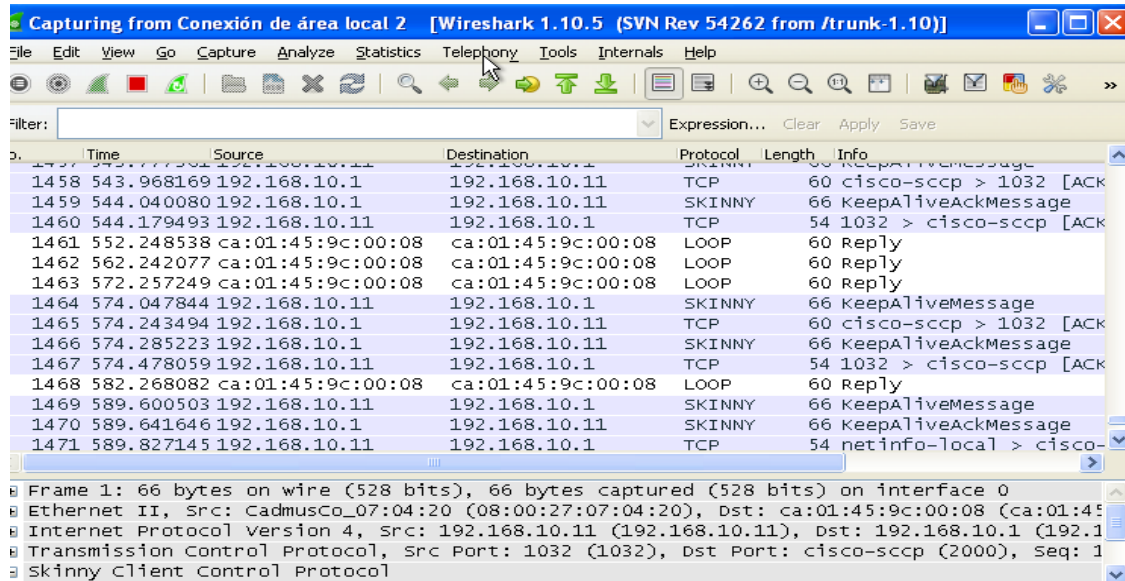 Capturing from Conexión de área local 2 [Wireshark 1.10.5 (SVN Rev 54262 from /trunk-1.10)]
File Edit View Go Capture Analyze Statistics Telephony Tools Internals Help
Filter: Expression... Clear Apply Save
o. Time Source Destination Protocol Length Info
1458 543.968169 192.168.10.1 192.168.10.11 TCP 60 cisco-sccp > 1032 [ACK
1459 544.040080 192.168.10.1 192.168.10.11 SKINNY 66 KeepAliveAckMessage
1460 544.179493 192.168.10.11 192.168.10.1 TCP 54 1032 > cisco-sccp [ACK
1461 552.248538 ca:01:45:9c:00:08 ca:01:45:9c:00:08 LOOP 60 Reply
1462 562.242077 ca:01:45:9c:00:08 ca:01:45:9c:00:08 LOOP 60 Reply
1463 572.257249 ca:01:45:9c:00:08 ca:01:45:9c:00:08 LOOP 60 Reply
1464 574.047844 192.168.10.11 192.168.10.1 SKINNY 66 KeepAliveMessage
1465 574.243494 192.168.10.1 192.168.10.11 TCP 60 cisco-sccp > 1032 [ACK
1466 574.285223 192.168.10.1 192.168.10.11 SKINNY 66 KeepAliveAckMessage
1467 574.478059 192.168.10.11 192.168.10.1 TCP 54 1032 > cisco-sccp [ACK
1468 582.268082 ca:01:45:9c:00:08 ca:01:45:9c:00:08 LOOP 60 Reply
1469 589.600503 192.168.10.11 192.168.10.1 SKINNY 66 KeepAliveMessage
1470 589.641646 192.168.10.1 192.168.10.11 SKINNY 66 KeepAliveAckMessage
1471 589.827145 192.168.10.11 192.168.10.1 TCP 54 netinfo-local > cisco-
Frame 1: 66 bytes on wire (528 bits), 66 bytes captured (528 bits) on interface 0
Ethernet II, Src: CadmusCo_07:04:20 (08:00:27:07:04:20), Dst: ca:01:45:9c:00:08 (ca:01:45
Internet Protocol Version 4, Src: 192.168.10.11 (192.168.10.11), Dst: 192.168.10.1 (192.1
Transmission Control Protocol, Src Port: 1032 (1032), Dst Port: cisco-sccp (2000), Seq: 1
Skinny Client Control Protocol